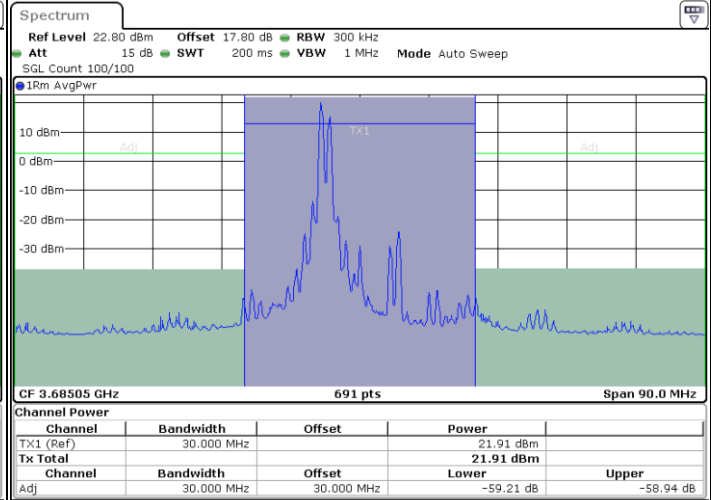 Spectrum
Ref Level 22.80 dBm Offset 17.80 dB RBW 300 kHz
Att 15 dB SWT 200 ms VBW 1 MHz Mode Auto Sweep
SGL Count 100/100
1Rm AvgPwr
10 dBm
TX1
Adj
Adj
0 dBm
-10 dBm
-20 dBm
-30 dBm
CF 3.68505 GHz 691 pts Span 90.0 MHz
Channel Power
Channel Bandwidth Offset Power
TX1 (Ref) 30.000 MHz 21.91 dBm
Tx Total 21.91 dBm
Channel Bandwidth Offset Lower Upper
Adj 30.000 MHz 30.000 MHz -59.21 dB -58.94 dB